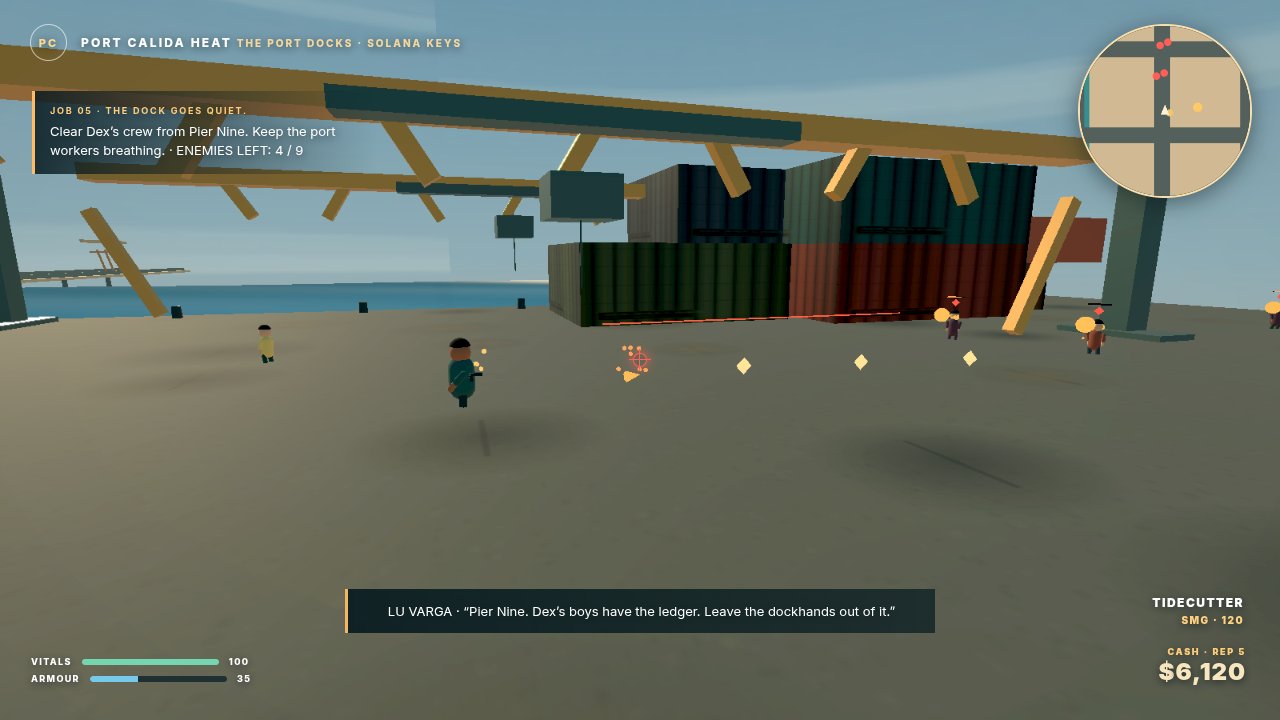 PC
PORT CALIDA HEAT THE PORT DOCKS · SOLANA KEYS
JOB 05 · THE DOCK GOES QUIET.
Clear Dex’s crew from Pier Nine. Keep the port
workers breathing. · ENEMIES LEFT: 4 / 9
LU VARGA · “Pier Nine. Dex’s boys have the ledger. Leave the dockhands out of it.”
TIDECUTTER
SMG · 120
CASH · REP 5
$6,120
VITALS 100
ARMOUR 35